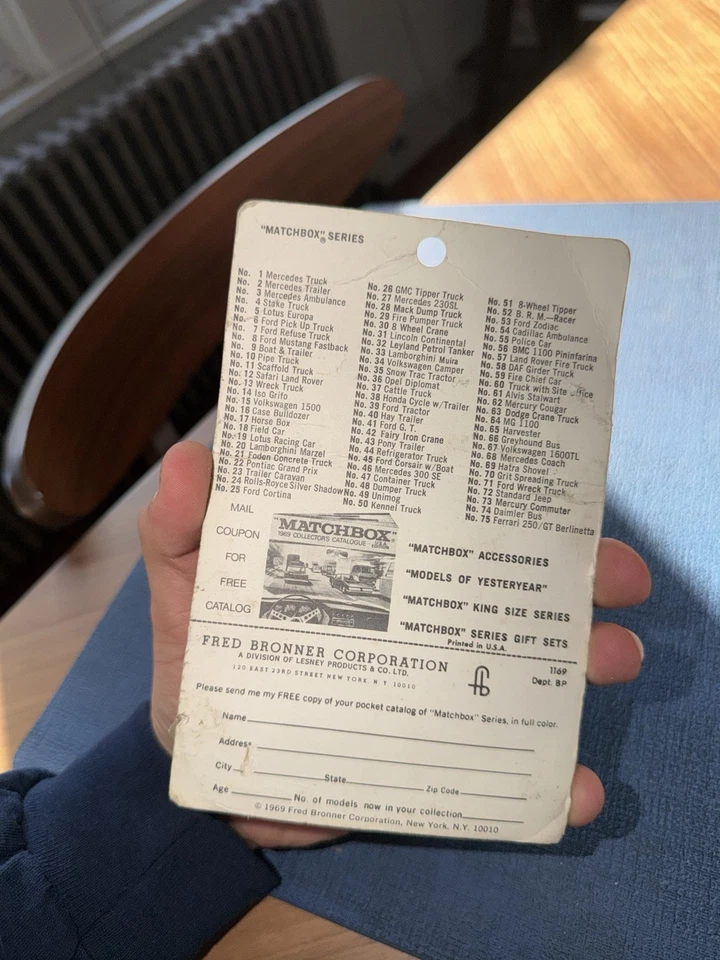 "MATCHBOX"® SERIES
No. 1 Mercedes Truck
No. 2 Mercedes Trailer
No. 3 Mercedes Ambulance
No. 4 Stake Truck
No. 5 Lotus Europa
No. 6 Ford Pick Up Truck
No. 7 Ford Refuse Truck
No. 8 Ford Mustang Fastback
No. 9 Boat & Trailer
No. 10 Pipe Truck
No. 11 Scaffold Truck
No. 12 Safari Land Rover
No. 13 Wreck Truck
No. 14 Iso Grifo
No. 15 Volkswagen 1500
No. 16 Case Bulldozer
No. 17 Horse Box
No. 18 Field Car
No. 19 Lotus Racing Car
No. 20 Lamborghini Marzel
No. 21 Foden Concrete Truck
No. 22 Pontiac Grand Prix
No. 23 Trailer Caravan
No. 24 Rolls-Royce Silver Shadow
No. 25 Ford Cortina
No. 26 GMC Tipper Truck
No. 27 Mercedes 230SL
No. 28 Mack Dump Truck
No. 29 Fire Pumper Truck
No. 30 8 Wheel Crane
No. 31 Lincoln Continental
No. 32 Leyland Petrol Tanker
No. 33 Lamborghini Muira
No. 34 Volkswagen Camper
No. 35 Snow Trac Tractor
No. 36 Opel Diplomat
No. 37 Cattle Truck
No. 38 Honda Cycle w/Trailer
No. 39 Ford Tractor
No. 40 Hay Trailer
No. 41 Ford G. T.
No. 42 Fairy Iron Crane
No. 43 Pony Trailer
No. 44 Refrigerator Truck
No. 45 Ford Corsair w/Boat
No. 46 Mercedes 300 SE
No. 47 Container Truck
No. 48 Dumper Truck
No. 49 Unimog
No. 50 Kennel Truck
No. 51 8-Wheel Tipper
No. 52 B. R. M.—Racer
No. 53 Ford Zodiac
No. 54 Cadillac Ambulance
No. 55 Police Car
No. 56 BMC 1100 Pininfarina
No. 57 Land Rover Fire Truck
No. 58 DAF Girder Truck
No. 59 Fire Chief Car
No. 60 Truck with Site Office
No. 61 Alvis Stalwart
No. 62 Mercury Cougar
No. 63 Dodge Crane Truck
No. 64 MG 1100
No. 65 Harvester
No. 66 Greyhound Bus
No. 67 Volkswagen 1600TL
No. 68 Mercedes Coach
No. 69 Hatra Shovel
No. 70 Grit Spreading Truck
No. 71 Ford Wreck Truck
No. 72 Standard Jeep
No. 73 Mercury Commuter
No. 74 Daimler Bus
No. 75 Ferrari 250/GT Berlinetta
MAIL
COUPON
FOR
FREE
CATALOG
"MATCHBOX"
1969 COLLECTOR'S CATALOGUE U.S.A. EDITION
"MATCHBOX" ACCESSORIES
"MODELS OF YESTERYEAR"
"MATCHBOX" KING SIZE SERIES
"MATCHBOX" SERIES GIFT SETS
Printed in U.S.A.
FRED BRONNER CORPORATION
A DIVISION OF LESNEY PRODUCTS & CO. LTD.
120 EAST 23RD STREET NEW YORK. N.Y. 10010
fb
1169
Dept. BP
Please send me my FREE copy of your pocket catalog of "Matchbox" Series, in full color.
Name
Address
City State Zip Code
Age No. of models now in your collection
© 1969 Fred Bronner Corporation, New York, N.Y. 10010